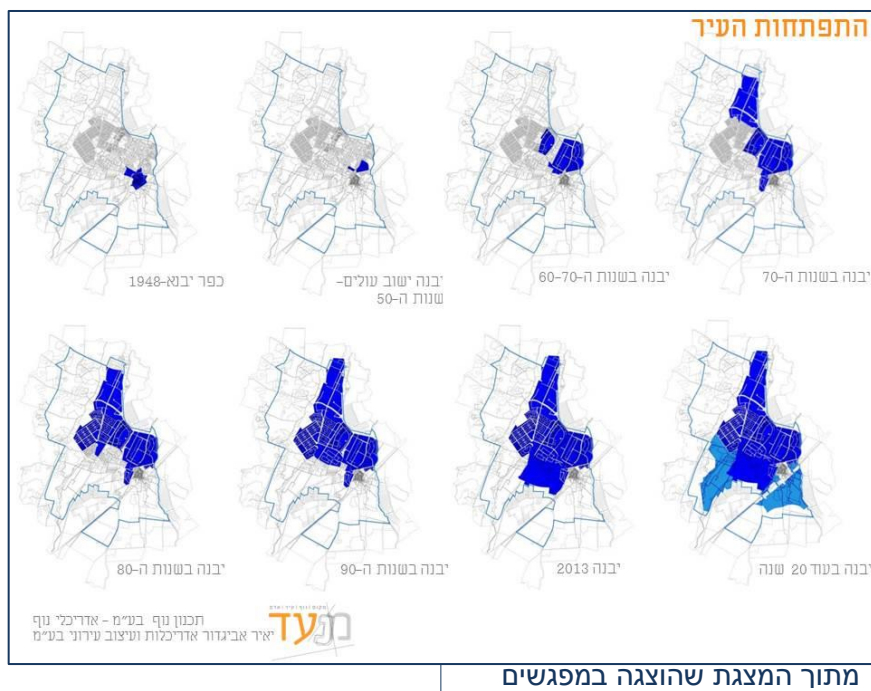 התפתחות העיר
כפר יבנא-1948
יבנה ישוב עולים-
שנות ה-50
יבנה בשנות ה-60-70
יבנה בשנות ה-70
יבנה בשנות ה-80
יבנה בשנות ה-90
יבנה 2013
יבנה בעוד 20 שנה
תכנון נוף בע"מ - אדריכלי נוף
יאיר אביגדור אדריכלות ועיצוב עירוני בע"מ
מתוך המצגת שהוצגה במפגשים